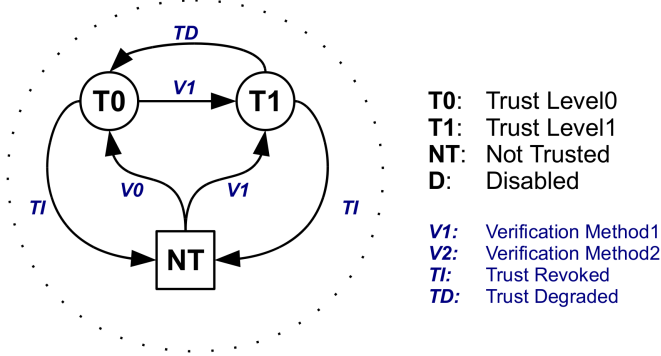 TD
T0
V1
T1
V0
V1
TI
TI
NT
T0: Trust Level0
T1: Trust Level1
NT: Not Trusted
D: Disabled
V1: Verification Method1
V2: Verification Method2
TI: Trust Revoked
TD: Trust Degraded